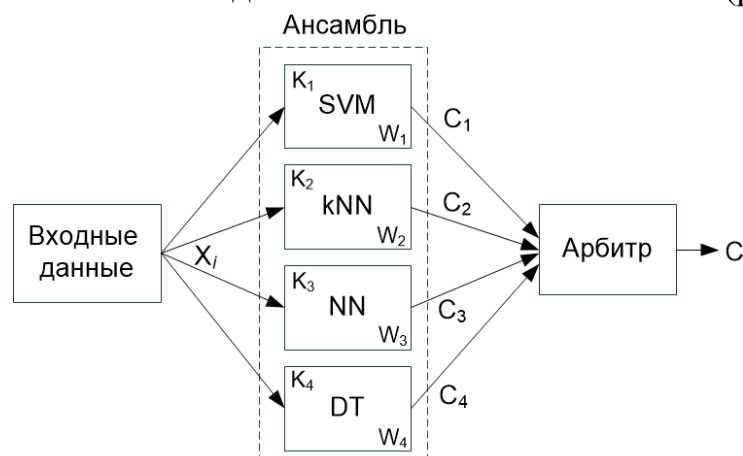 Ансамбль
K₁
SVM
W₁
C₁
K₂
kNN
W₂
C₂
Входные
данные
Xᵢ
Арбитр
C
K₃
NN
W₃
C₃
K₄
DT
W₄
C₄